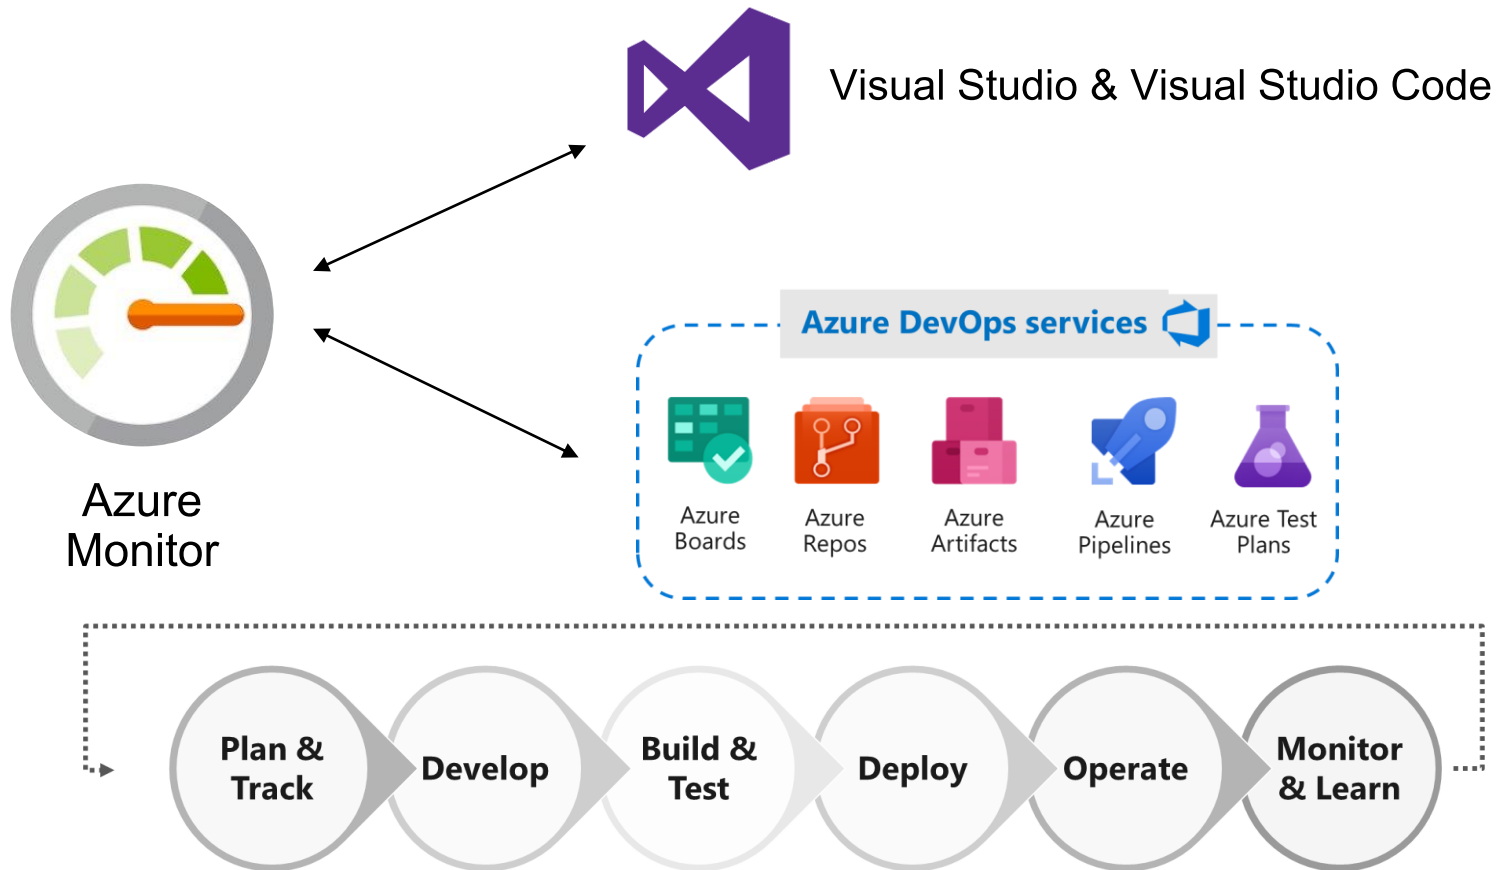 Visual Studio & Visual Studio Code
Azure
Monitor
Azure DevOps services
Azure
Boards
Azure
Repos
Azure
Artifacts
Azure
Pipelines
Azure Test
Plans
Plan &
Track
Develop
Build &
Test
Deploy
Operate
Monitor
& Learn